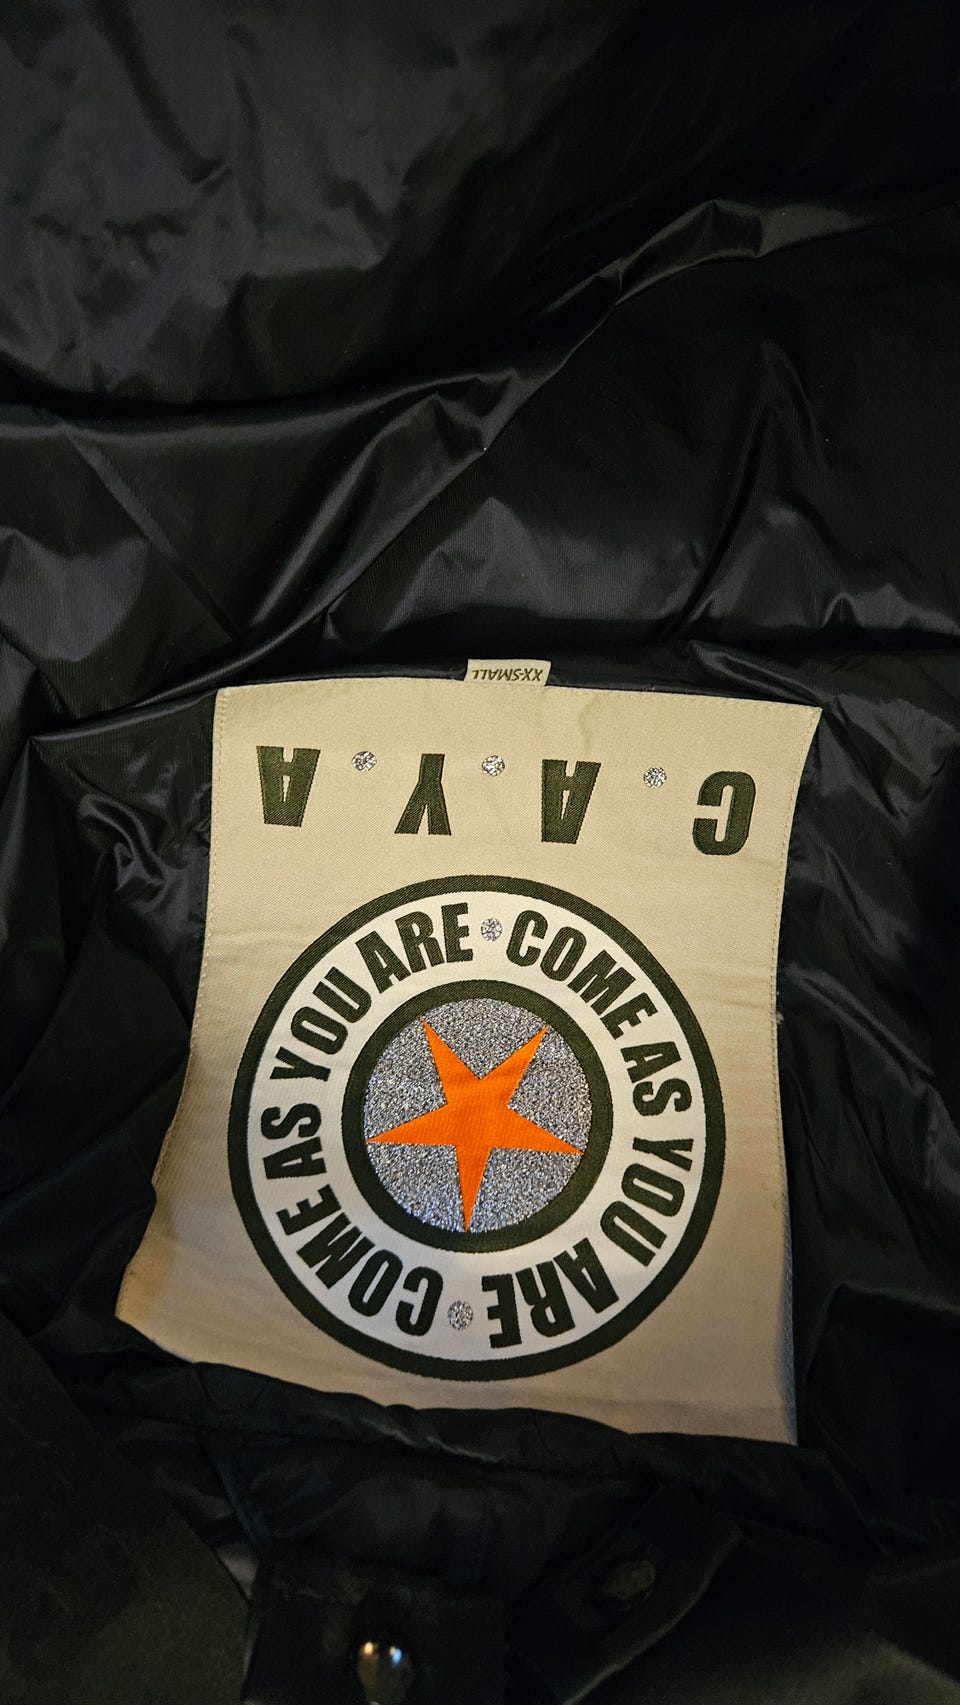 C.A.Y.A
COME AS YOU ARE • COME AS YOU ARE •
XX-SMALL